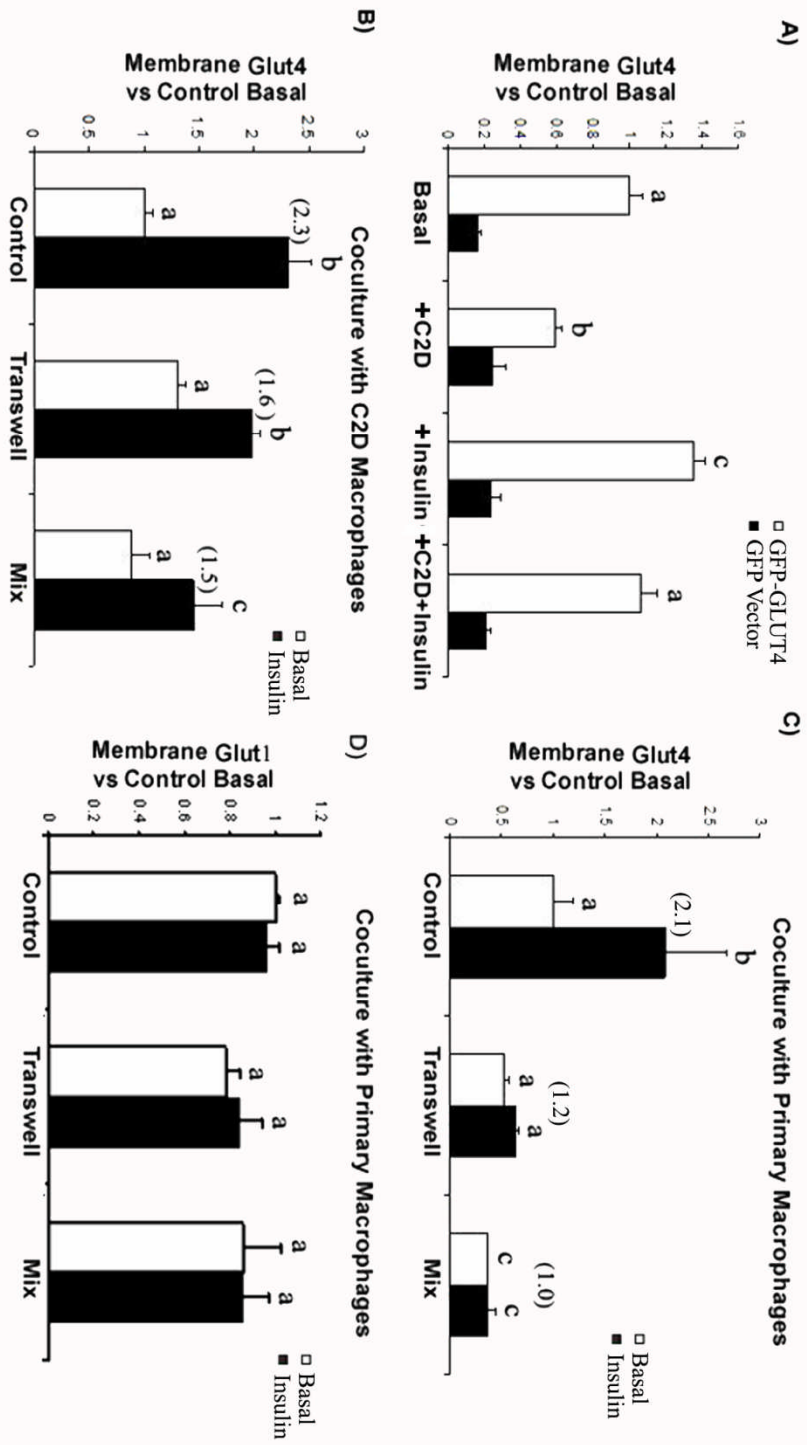 A)
Membrane Glut4
vs Control Basal
1.6
1.4
1.2
1
0.8
0.6
0.4
0.2
0
a
b
c
a
Basal
+C2D
+Insulin
+C2D+Insulin
GFP-GLUT4
GFP Vector
B)
Coculture with C2D Macrophages
Membrane Glut4
vs Control Basal
3
2.5
2
1.5
1
0.5
0
(2.3)
a
b
(1.6)
a
b
(1.5)
a
c
Control
Transwell
Mix
Basal
Insulin
C)
Coculture with Primary Macrophages
Membrane Glut4
vs Control Basal
3
2.5
2
1.5
1
0.5
0
(2.1)
a
b
(1.2)
a
a
(1.0)
c
c
Control
Transwell
Mix
Basal
Insulin
D)
Coculture with Primary Macrophages
Membrane Glut1
vs Control Basal
1.2
1
0.8
0.6
0.4
0.2
0
a
a
a
a
a
a
Control
Transwell
Mix
Basal
Insulin